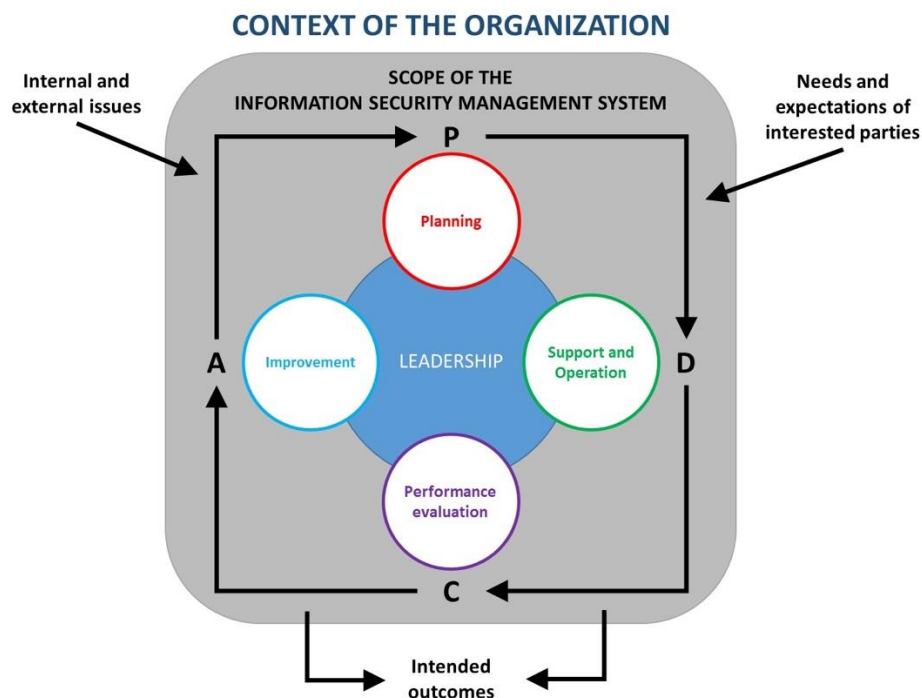 CONTEXT OF THE ORGANIZATION
Internal and
external issues
SCOPE OF THE
INFORMATION SECURITY MANAGEMENT SYSTEM
Needs and
expectations of
interested parties
P
Planning
A
Improvement
LEADERSHIP
Support and
Operation
D
Performance
evaluation
C
Intended
outcomes